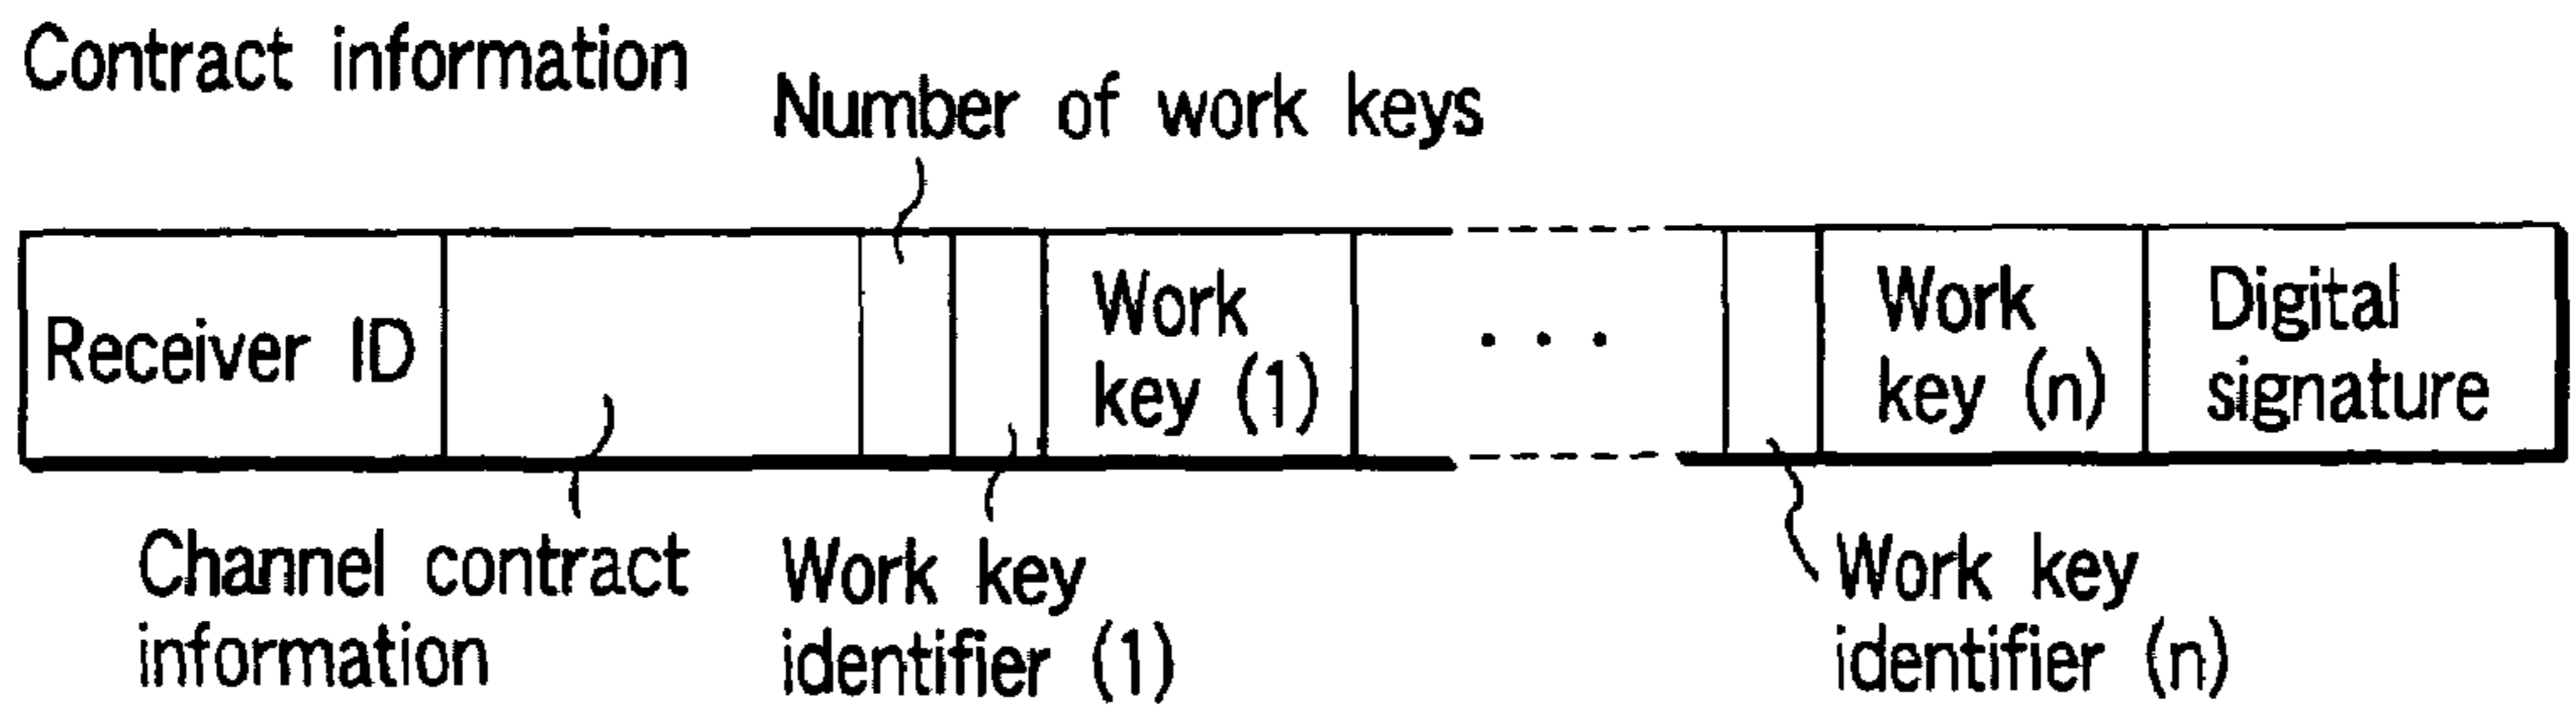 Contract information
Number of work keys
Receiver ID
Work
key (1)
. . .
Work
key (n)
Digital
signature
Channel contract
information
Work key
identifier (1)
Work key
identifier (n)